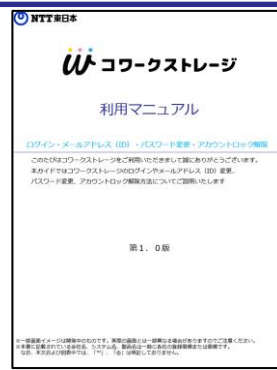 NTT東日本
コワークストレージ
利用マニュアル
ログイン・メールアドレス（ID）・パスワード変更・アカウントロック解除
このたびはコワークストレージをご利用いただきまして誠にありがとうございます。
本ガイドではコワークストレージのログインやメールアドレス（ID）変更、
パスワード変更、アカウントロック解除方法についてご説明いたします
第1．0版
※一部画面イメージは開発中のものです。実際の画面とは一部異なる場合がありますのでご注意ください。
※本書に記載されている会社名、システム名、製品名は一般に各社の登録商標または商標です。
なお、本文および図表中では、「™」、「®」は明記しておりません。